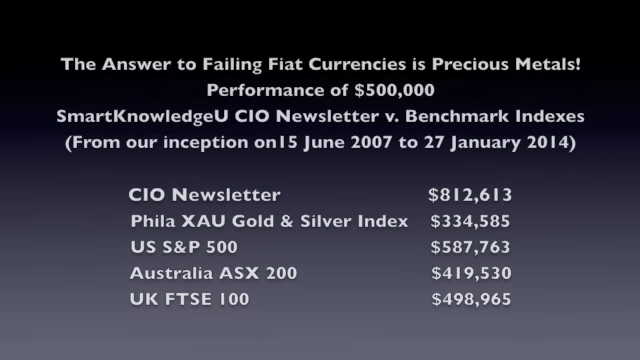 The Answer to Failing Fiat Currencies is Precious Metals!
Performance of $500,000
SmartKnowledgeU CIO Newsletter v. Benchmark Indexes
(From our inception on15 June 2007 to 27 January 2014)
CIO Newsletter $812,613
Phila XAU Gold & Silver Index $334,585
US S&P 500 $587,763
Australia ASX 200 $419,530
UK FTSE 100 $498,965